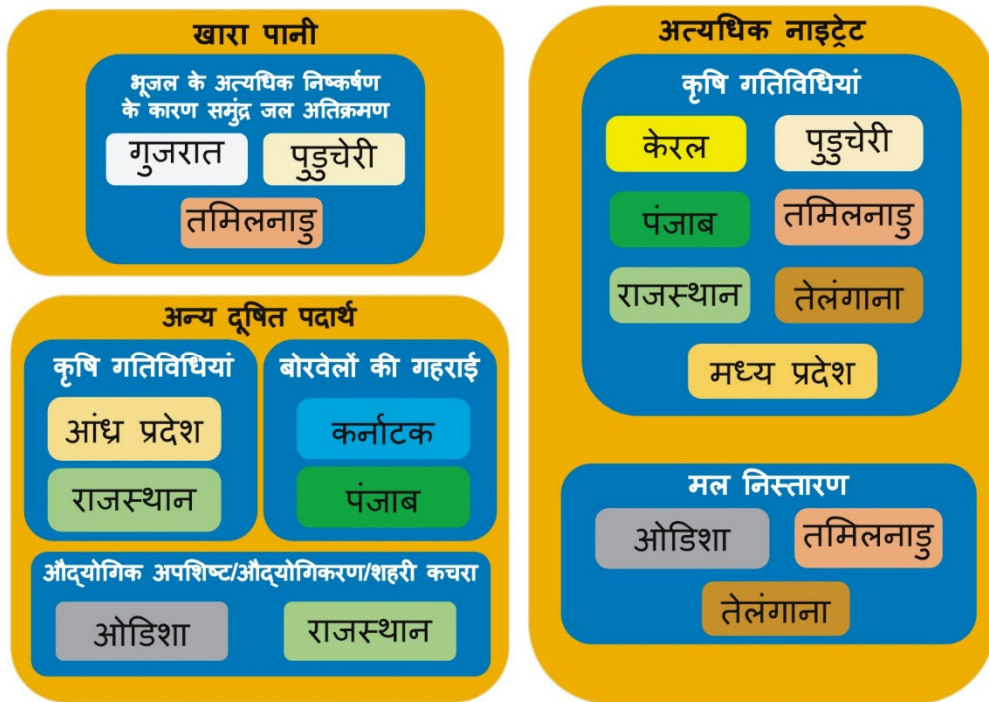 खारा पानी
भूजल के अत्यधिक निष्कर्षण
के कारण समुंद्र जल अतिक्रमण
गुजरात
पुडुचेरी
तमिलनाडु
अन्य दूषित पदार्थ
कृषि गतिविधियां
आंध्र प्रदेश
राजस्थान
बोरवेलों की गहराई
कर्नाटक
पंजाब
औद्योगिक अपशिष्ट/औद्योगिकरण/शहरी कचरा
ओडिशा
राजस्थान
अत्यधिक नाइट्रेट
कृषि गतिविधियां
केरल
पुडुचेरी
पंजाब
तमिलनाडु
राजस्थान
तेलंगाना
मध्य प्रदेश
मल निस्तारण
ओडिशा
तमिलनाडु
तेलंगाना